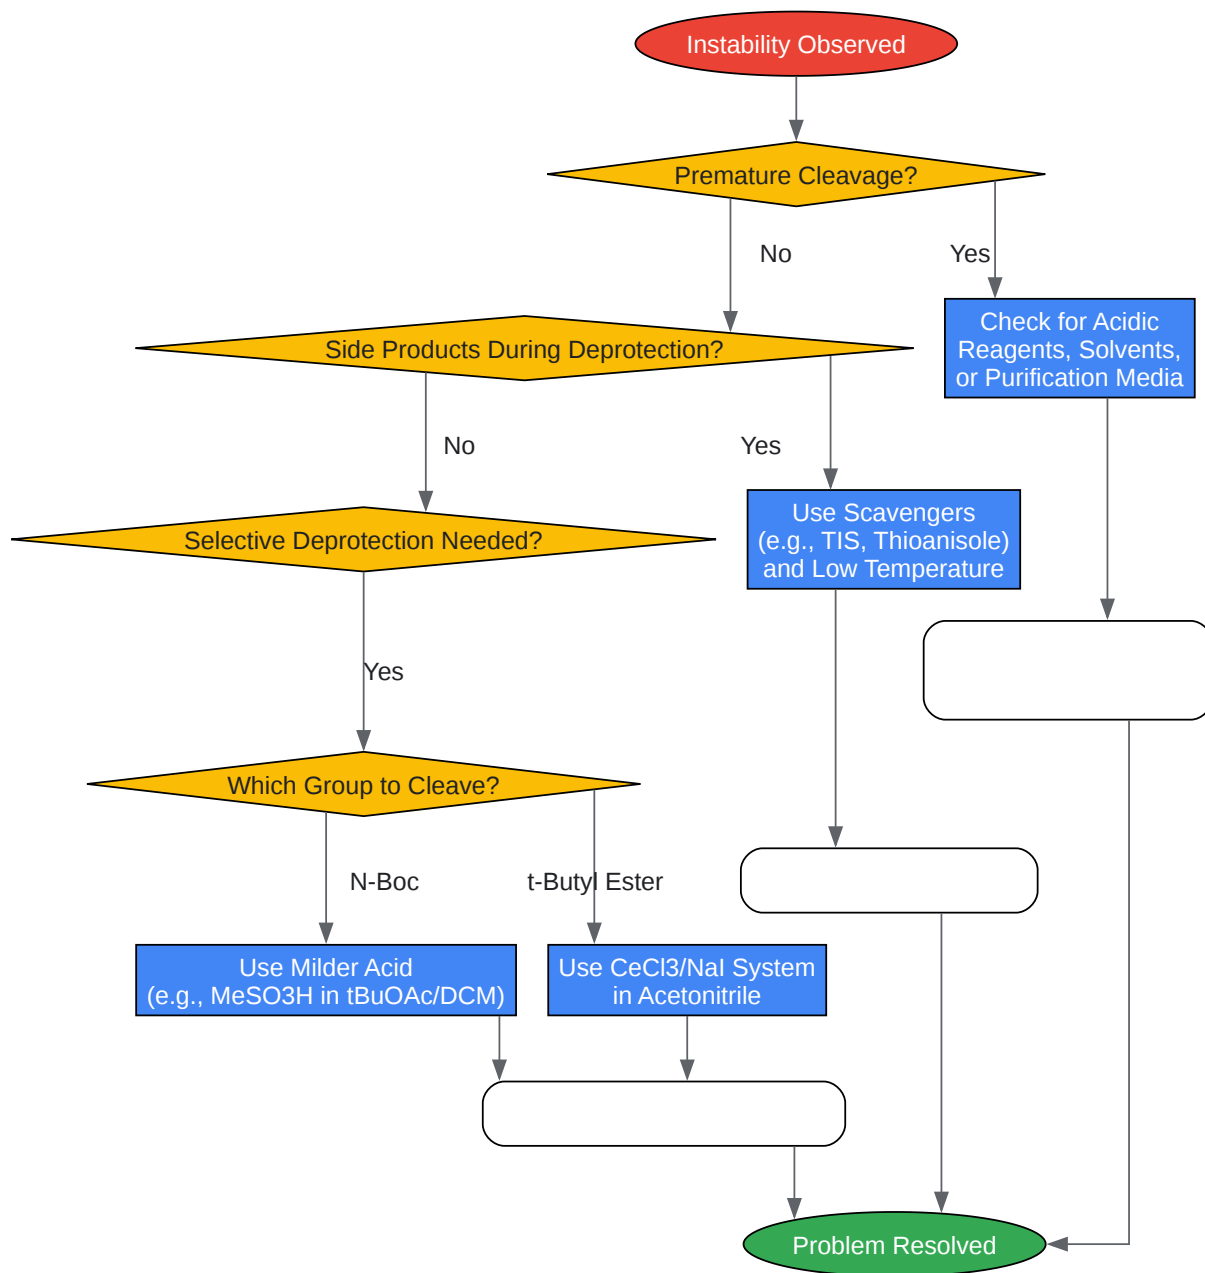 Instability Observed
Premature Cleavage?
No
Yes
Check for Acidic
Reagents, Solvents,
or Purification Media
Side Products During Deprotection?
No
Yes
Use Scavengers
(e.g., TIS, Thioanisole)
and Low Temperature
Selective Deprotection Needed?
Yes
Which Group to Cleave?
N-Boc
t-Butyl Ester
Use Milder Acid
(e.g., MeSO3H in tBuOAc/DCM)
Use CeCl3/NaI System
in Acetonitrile
Problem Resolved